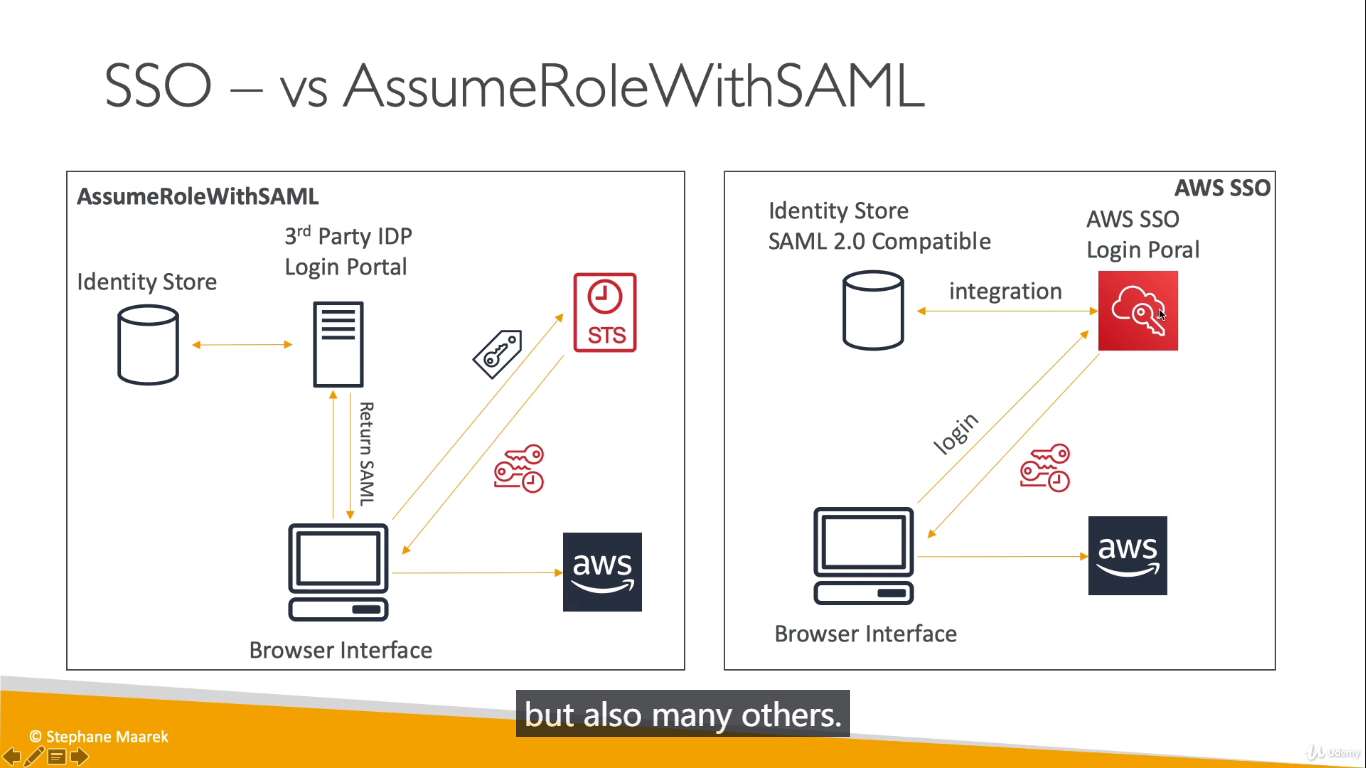 SSO – vs AssumeRoleWithSAML
AssumeRoleWithSAML
3rd Party IDP
Login Portal
Identity Store
STS
Return SAML
aws
Browser Interface
AWS SSO
Identity Store
SAML 2.0 Compatible
AWS SSO
Login Poral
integration
login
aws
Browser Interface
but also many others.
© Stephane Maarek
Udemy